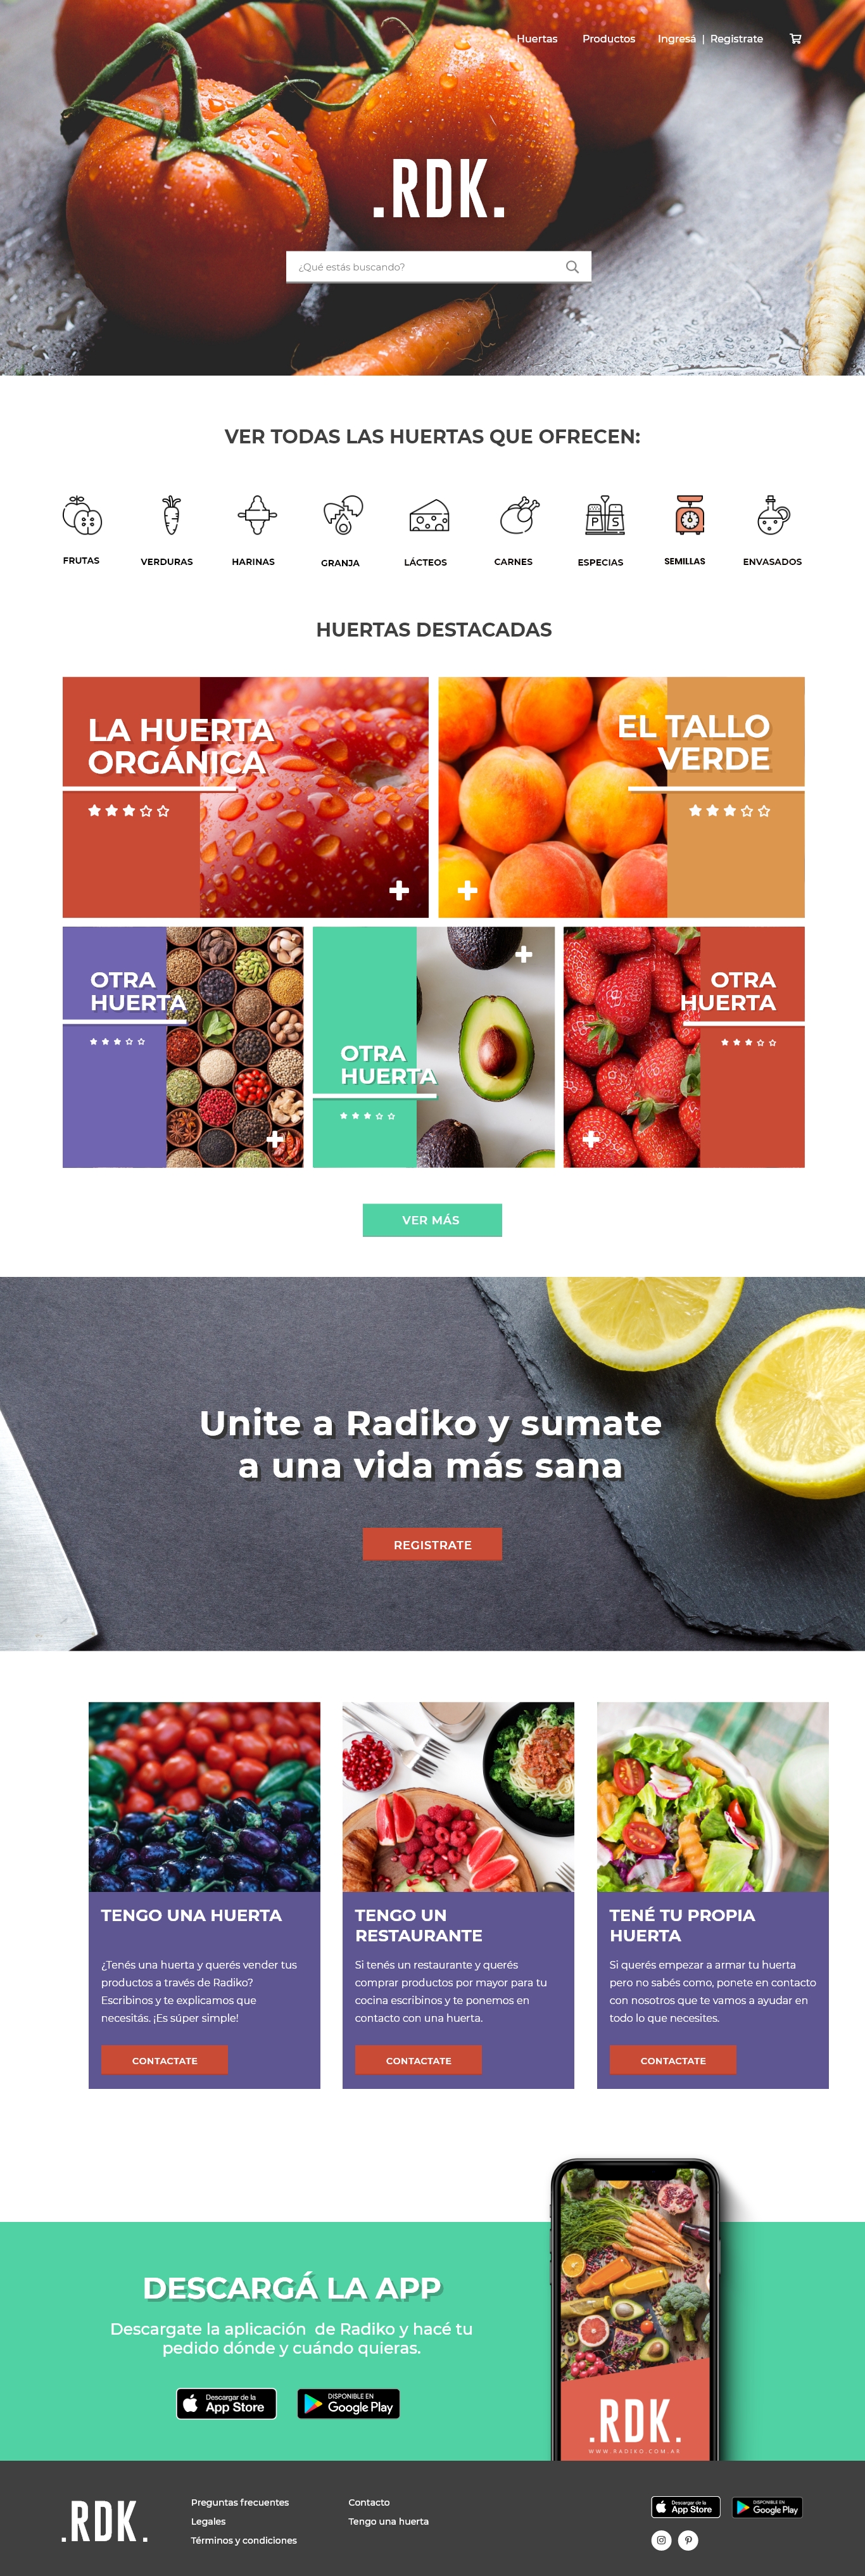 Huertas Productos Ingresá | Registrate
.RDK.
¿Qué estás buscando?
VER TODAS LAS HUERTAS QUE OFRECEN:
FRUTAS VERDURAS HARINAS GRANJA LÁCTEOS CARNES ESPECIAS SEMILLAS ENVASADOS
P S
HUERTAS DESTACADAS
LA HUERTA
ORGÁNICA
EL TALLO
VERDE
OTRA
HUERTA
OTRA
HUERTA
OTRA
HUERTA
VER MÁS
Unite a Radiko y sumate
a una vida más sana
REGISTRATE
TENGO UNA HUERTA
¿Tenés una huerta y querés vender tus
productos a través de Radiko?
Escribinos y te explicamos que
necesitás. ¡Es súper simple!
CONTACTATE
TENGO UN
RESTAURANTE
Si tenés un restaurante y querés
comprar productos por mayor para tu
cocina escribinos y te ponemos en
contacto con una huerta.
CONTACTATE
TENÉ TU PROPIA
HUERTA
Si querés empezar a armar tu huerta
pero no sabés como, ponete en contacto
con nosotros que te vamos a ayudar en
todo lo que necesites.
CONTACTATE
DESCARGÁ LA APP
Descargate la aplicación de Radiko y hacé tu
pedido dónde y cuándo quieras.
Descargar de la
App Store
DISPONIBLE EN
Google Play
.RDK.
WWW.RADIKO.COM.AR
.RDK.
Preguntas frecuentes
Legales
Términos y condiciones
Contacto
Tengo una huerta
Descargar de la
App Store
DISPONIBLE EN
Google Play